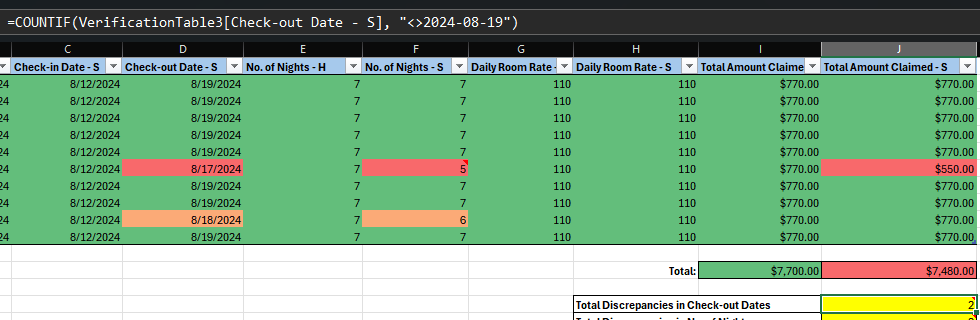 =COUNTIF(VerificationTable3[Check-out Date - S], "<>2024-08-19")
C D E F G H I J
Check-in Date - S Check-out Date - S No. of Nights - H No. of Nights - S Daily Room Rate - Daily Room Rate - S Total Amount Claime Total Amount Claimed - S
24 8/12/2024 8/19/2024 7 7 110 110 $770.00 $770.00
24 8/12/2024 8/19/2024 7 7 110 110 $770.00 $770.00
24 8/12/2024 8/19/2024 7 7 110 110 $770.00 $770.00
24 8/12/2024 8/19/2024 7 7 110 110 $770.00 $770.00
24 8/12/2024 8/19/2024 7 7 110 110 $770.00 $770.00
24 8/12/2024 8/17/2024 7 5 110 110 $770.00 $550.00
24 8/12/2024 8/19/2024 7 7 110 110 $770.00 $770.00
24 8/12/2024 8/19/2024 7 7 110 110 $770.00 $770.00
24 8/12/2024 8/18/2024 7 6 110 110 $770.00 $770.00
24 8/12/2024 8/19/2024 7 7 110 110 $770.00 $770.00
Total: $7,700.00 $7,480.00
Total Discrepancies in Check-out Dates 2